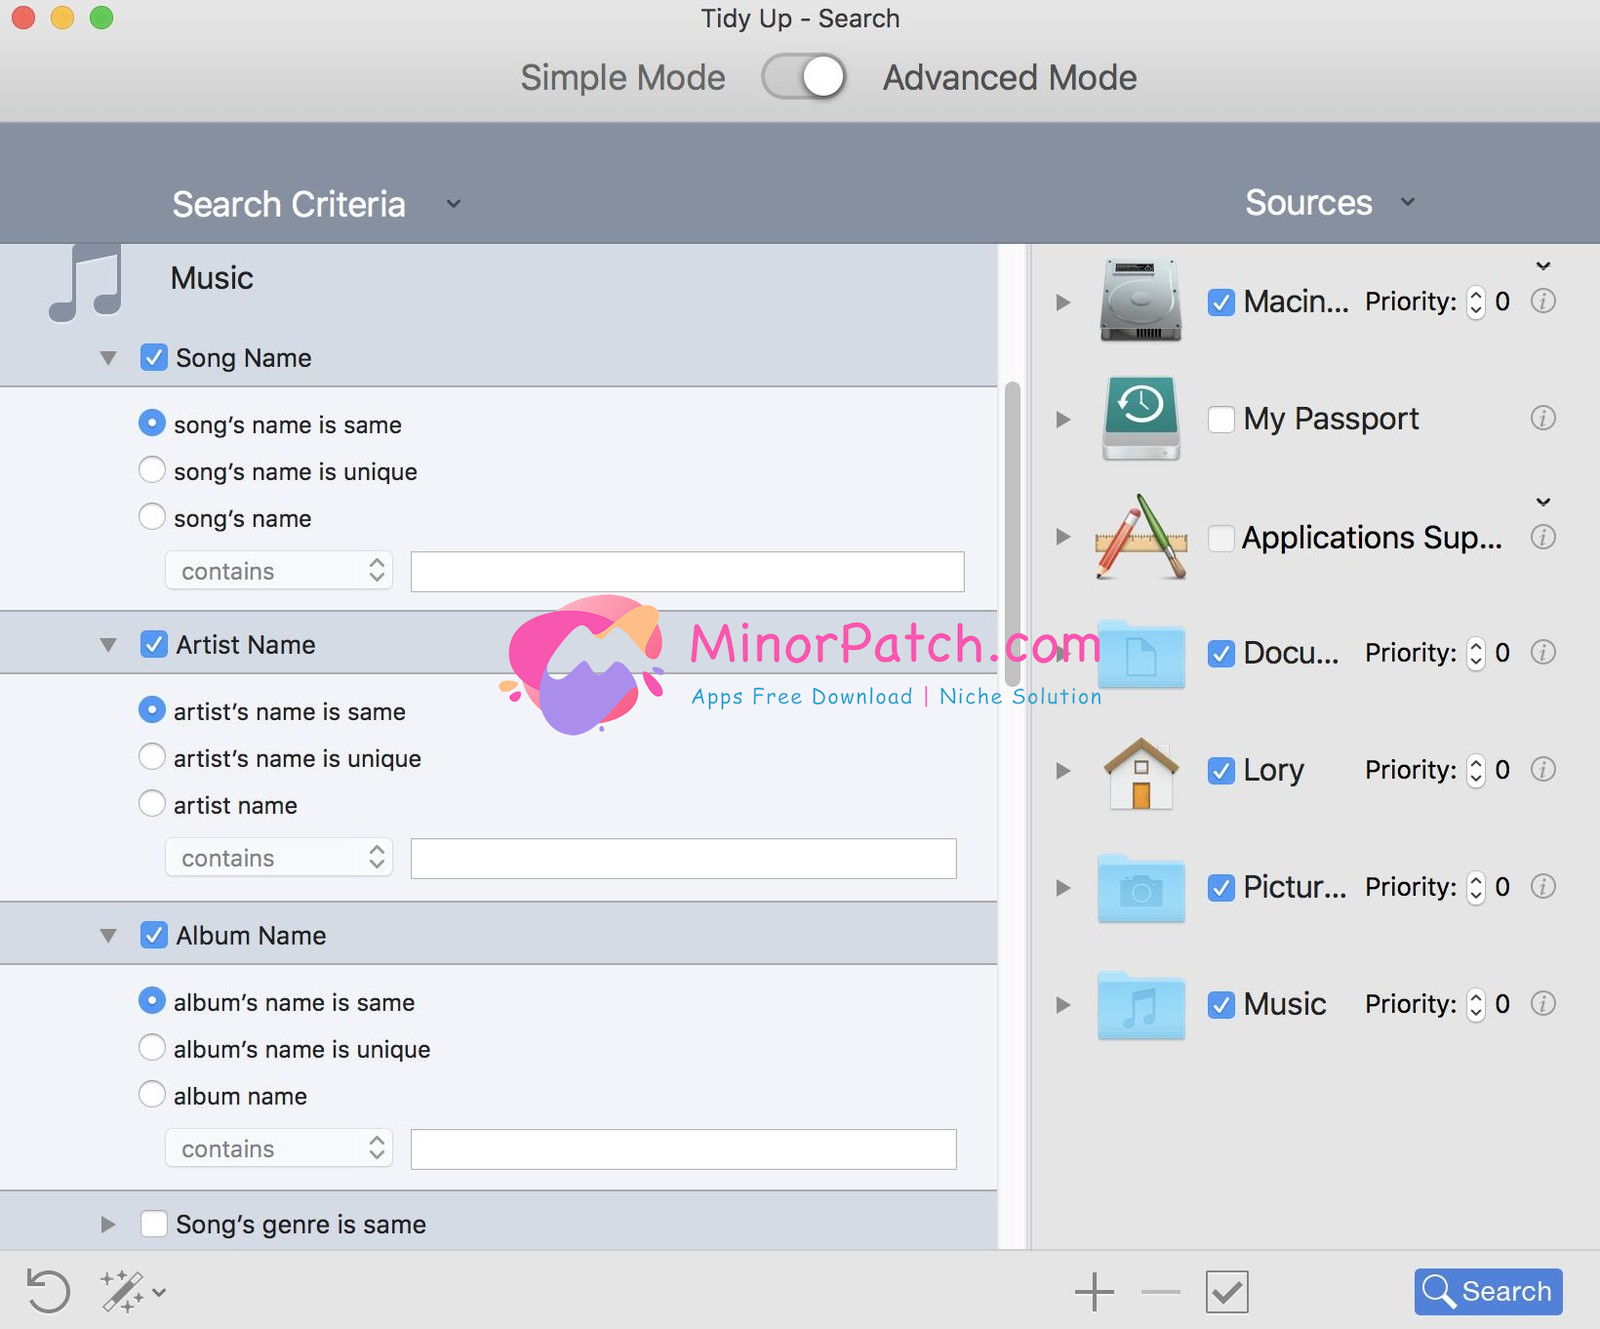 Tidy Up - Search
Simple Mode
Advanced Mode
Search Criteria
Sources
Music
Song Name
song’s name is same
song’s name is unique
song’s name
contains
Artist Name
artist’s name is same
artist’s name is unique
artist name
contains
Album Name
album’s name is same
album’s name is unique
album name
contains
Song’s genre is same
Macin... Priority: 0
My Passport
Applications Sup...
Docu... Priority: 0
Lory Priority: 0
Pictur... Priority: 0
Music Priority: 0
MinorPatch.com
Apps Free Download | Niche Solution
Search